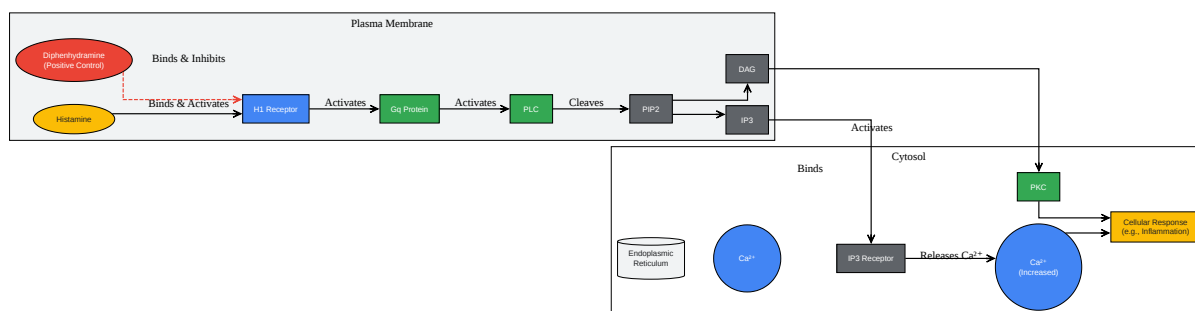 Plasma Membrane
Diphenhydramine
(Positive Control)
Binds & Inhibits
Histamine
Binds & Activates
H1 Receptor
Activates
Gq Protein
Activates
PLC
Cleaves
PIP2
DAG
IP3
Activates
Cytosol
Binds
PKC
Cellular Response
(e.g., Inflammation)
Endoplasmic
Reticulum
Ca²⁺
IP3 Receptor
Releases Ca²⁺
Ca²⁺
(Increased)